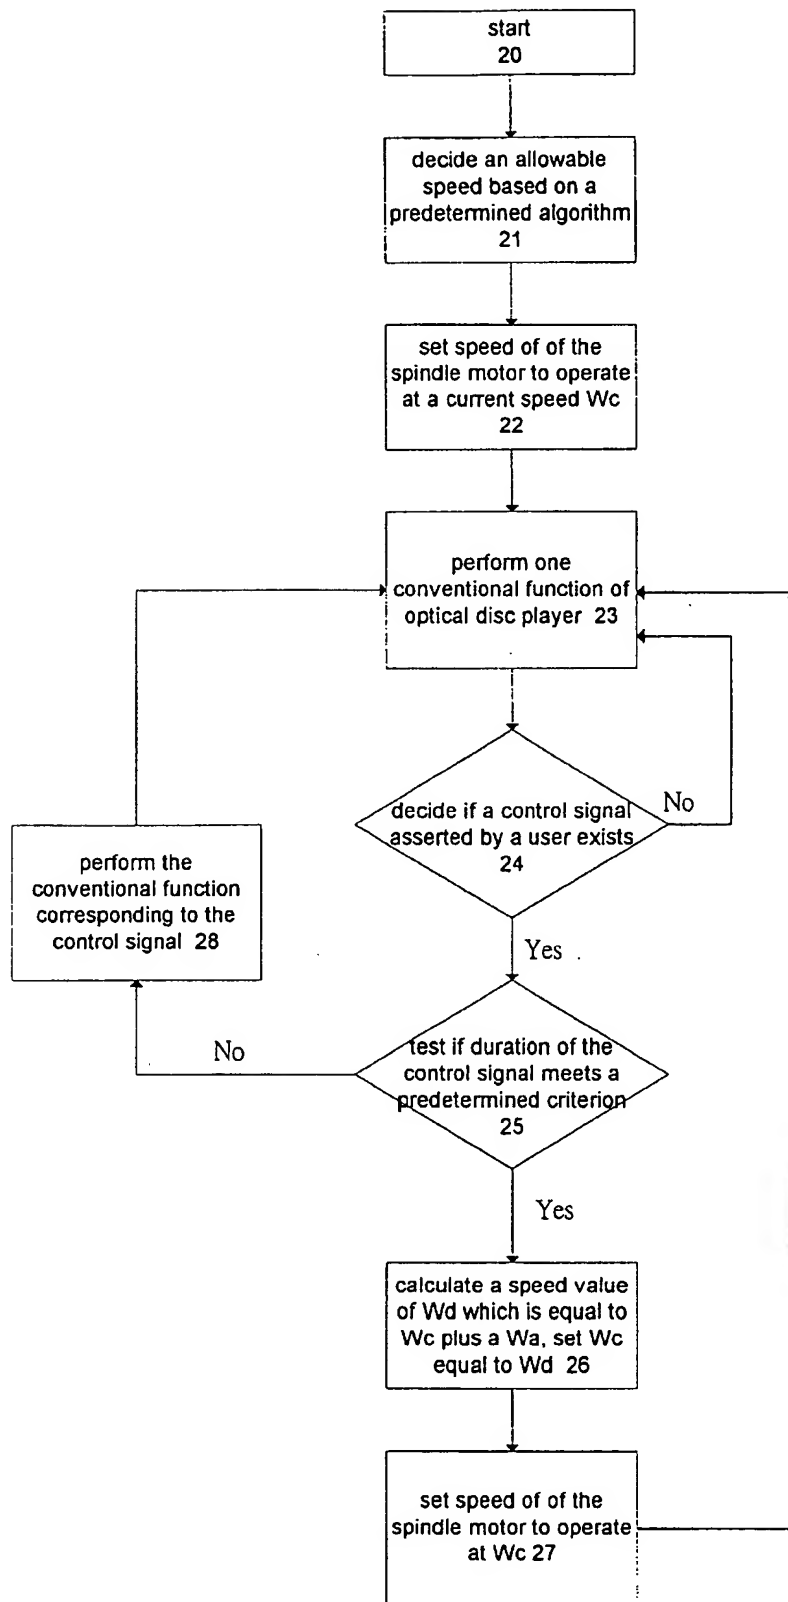 start
20
decide an allowable
speed based on a
predetermined algorithm
21
set speed of of the
spindle motor to operate
at a current speed Wc
22
perform one
conventional function of
optical disc player 23
decide if a control signal
asserted by a user exists
24
No
Yes
perform the
conventional function
corresponding to the
control signal 28
test if duration of the
control signal meets a
predetermined criterion
25
No
Yes
calculate a speed value
of Wd which is equal to
Wc plus a Wa, set Wc
equal to Wd 26
set speed of of the
spindle motor to operate
at Wc 27